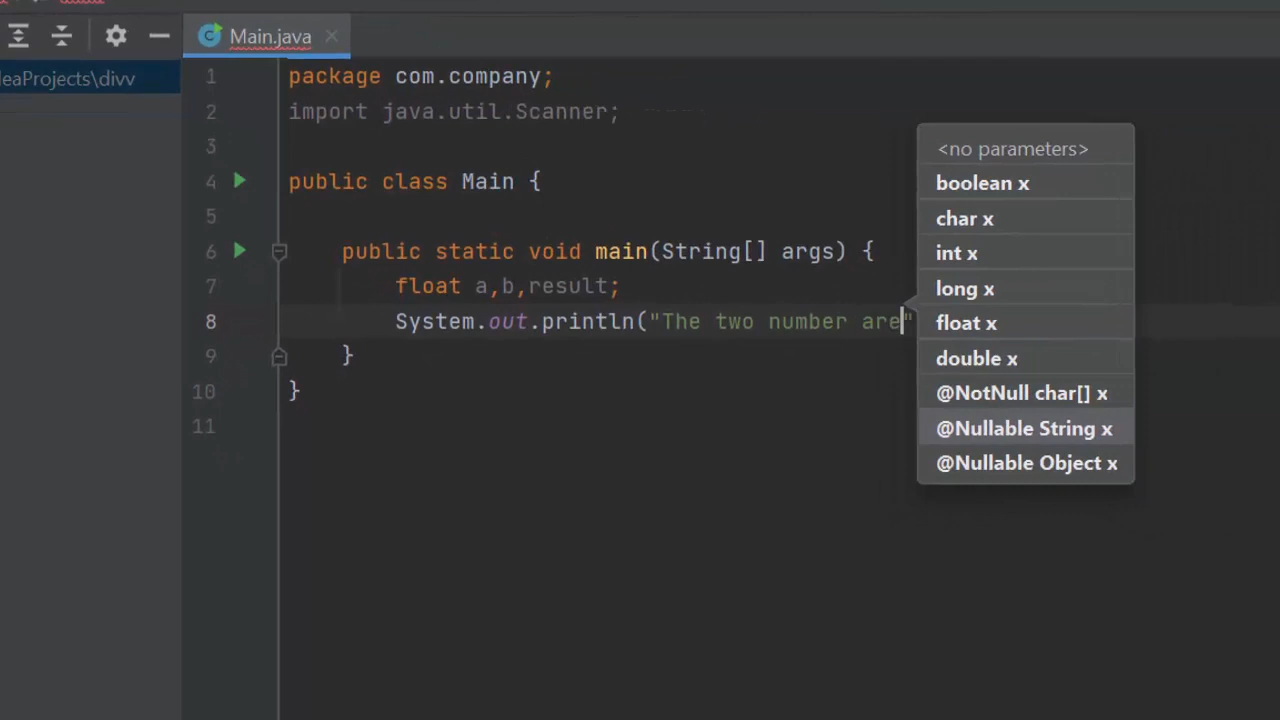 Main.java
eaProjects\divv
1 package com.company;
2 import java.util.Scanner;
3
4 public class Main {
5
6 public static void main(String[] args) {
7 float a,b,result;
8 System.out.println("The two number are"
9 }
10 }
11
<no parameters>
boolean x
char x
int x
long x
float x
double x
@NotNull char[] x
@Nullable String x
@Nullable Object x